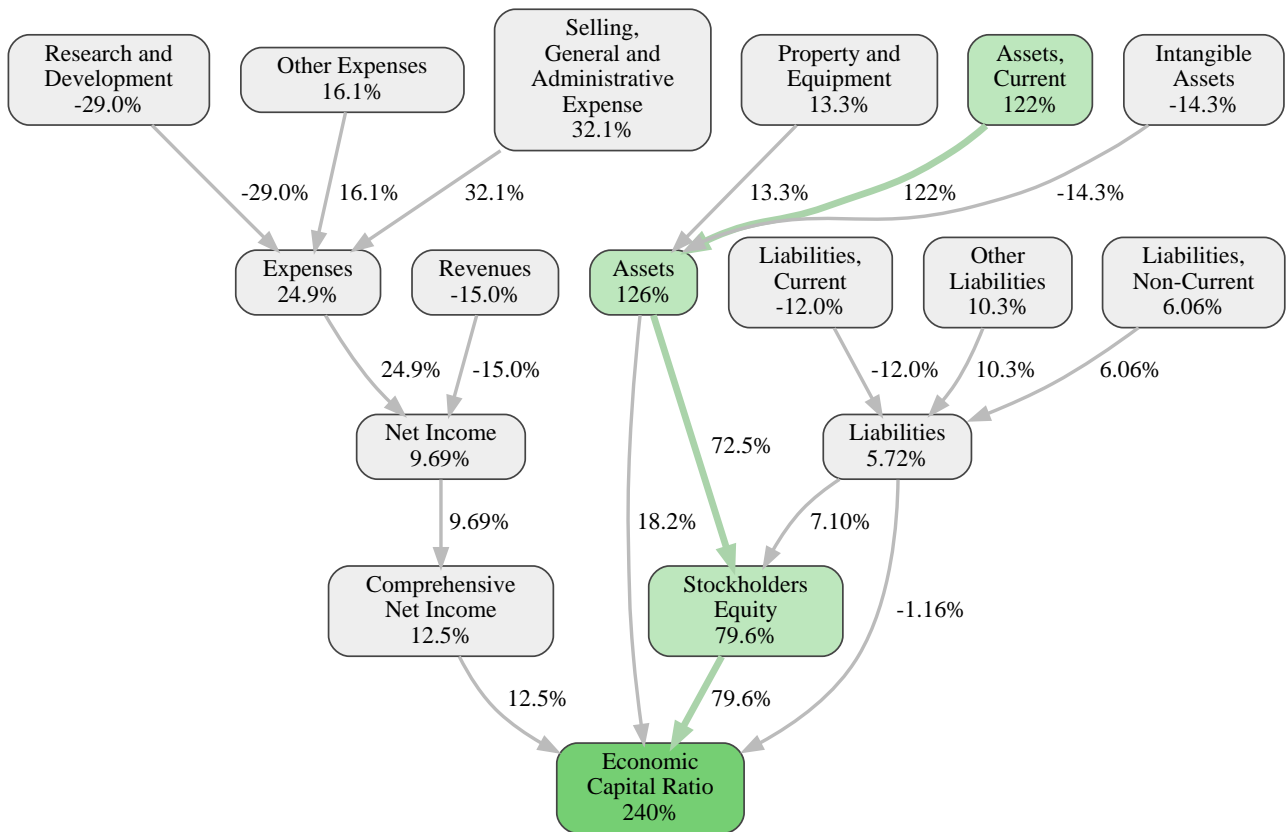 Research and
Development
-29.0%
Other Expenses
16.1%
Selling,
General and
Administrative
Expense
32.1%
Property and
Equipment
13.3%
Assets,
Current
122%
Intangible
Assets
-14.3%
-29.0%
16.1%
32.1%
13.3%
122%
-14.3%
Expenses
24.9%
Revenues
-15.0%
Assets
126%
Liabilities,
Current
-12.0%
Other
Liabilities
10.3%
Liabilities,
Non-Current
6.06%
24.9%
-15.0%
-12.0%
10.3%
6.06%
Net Income
9.69%
72.5%
Liabilities
5.72%
9.69%
18.2%
7.10%
Comprehensive
Net Income
12.5%
Stockholders
Equity
79.6%
-1.16%
12.5%
79.6%
Economic
Capital Ratio
240%